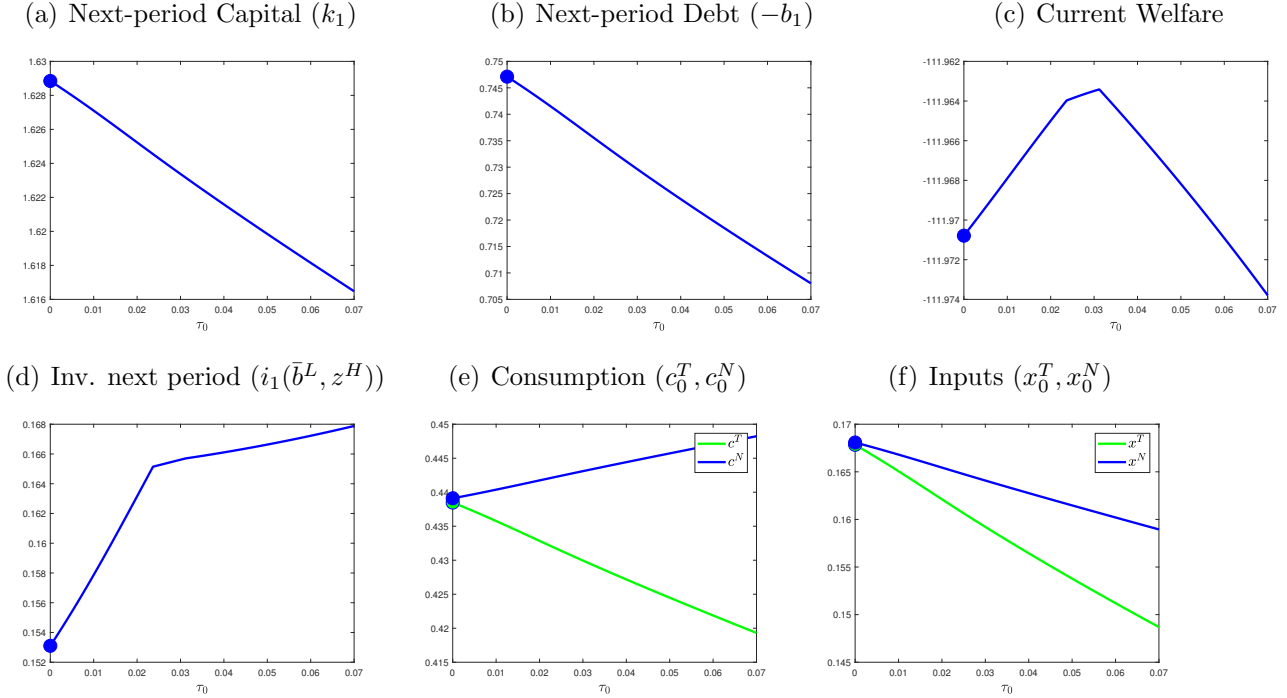 (a) Next-period Capital (k₁)
1.63
1.628
1.626
1.624
1.622
1.62
1.618
1.616
0 0.01 0.02 0.03 0.04 0.05 0.06 0.07
τ₀
(b) Next-period Debt (−b₁)
0.75
0.745
0.74
0.735
0.73
0.725
0.72
0.715
0.71
0.705
0 0.01 0.02 0.03 0.04 0.05 0.06 0.07
τ₀
(c) Current Welfare
-111.962
-111.964
-111.966
-111.968
-111.97
-111.972
-111.974
0 0.01 0.02 0.03 0.04 0.05 0.06 0.07
τ₀
(d) Inv. next period (i₁(b̄ᴸ, zᴴ))
0.168
0.166
0.164
0.162
0.16
0.158
0.156
0.154
0.152
0 0.01 0.02 0.03 0.04 0.05 0.06 0.07
τ₀
(e) Consumption (c₀ᵀ, c₀ᴺ)
0.45
0.445
0.44
0.435
0.43
0.425
0.42
0.415
cᵀ
cᴺ
0 0.01 0.02 0.03 0.04 0.05 0.06 0.07
τ₀
(f) Inputs (x₀ᵀ, x₀ᴺ)
0.17
0.165
0.16
0.155
0.15
0.145
xᵀ
xᴺ
0 0.01 0.02 0.03 0.04 0.05 0.06 0.07
τ₀